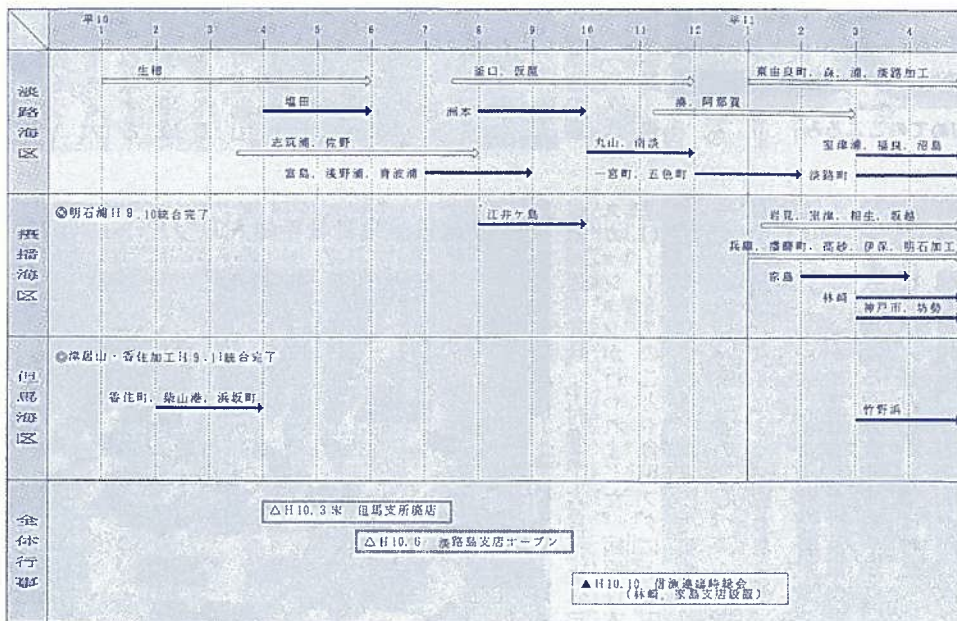 平10
平11
1 2 3 4 5 6 7 8 9 10 11 12 1 2 3 4
淡路海区
生穂
釜口、仮屋
東由良町、森、浦、淡路加工
塩田
洲本
湊、阿那賀
志筑浦、佐野
丸山、南淡
室津浦、福良、沼島
富島、浅野浦、育波浦
一宮町、五色町
淡路町
摂播海区
◎明石浦H9.10統合完了
江井ケ島
岩見、室津、相生、坂越
兵庫、播磨町、高砂、伊保、明石加工
家島
林崎
神戸市、坊勢
但馬海区
◎津居山・香住加工H9.11統合完了
香住町、柴山港、浜坂町
竹野浜
全体行事
△H10.3末 但馬支所廃店
△H10.6 淡路島支店オープン
▲H10.10 信漁連臨時総会
(林崎、家島支店設置)